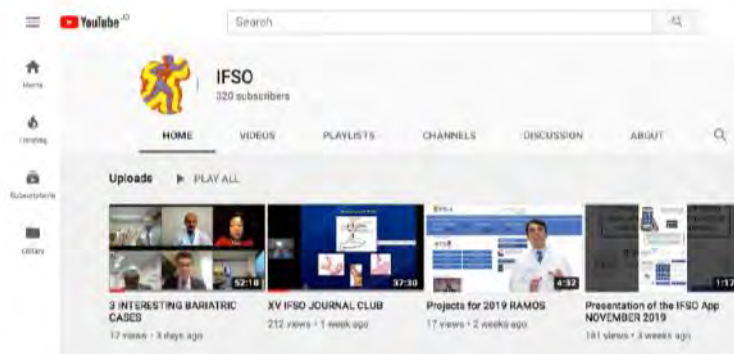 YouTube
Search
Home
IFSO
320 subscribers
Trending
HOME VIDEOS PLAYLISTS CHANNELS DISCUSSION ABOUT
Subscriptions
Uploads PLAY ALL
Library
52:18
37:30
4:32
1:17
3 INTERESTING BARIATRIC
CASES
12 views • 3 days ago
XV IFSO JOURNAL CLUB
212 views • 1 week ago
Projects for 2019 RAMOS
17 views • 2 weeks ago
Presentation of the IFSO App
NOVEMBER 2019
181 views • 3 weeks ago